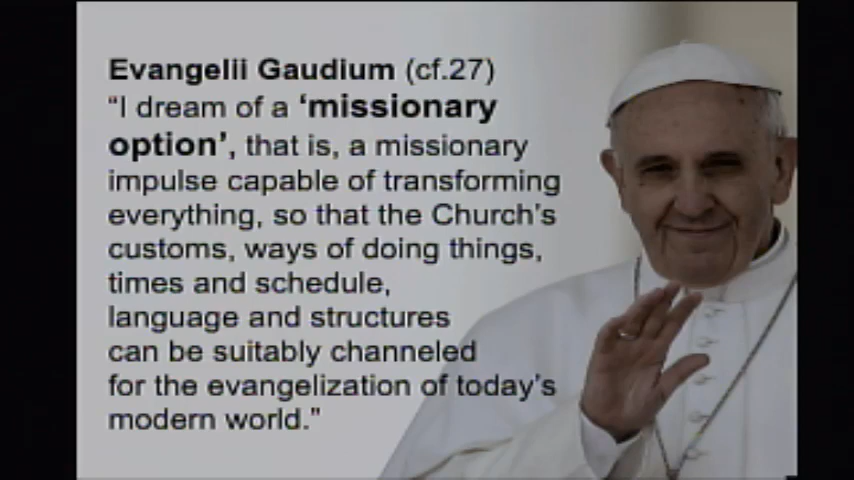 Evangelii Gaudium (cf.27)
“I dream of a ‘missionary
option’, that is, a missionary
impulse capable of transforming
everything, so that the Church’s
customs, ways of doing things,
times and schedule,
language and structures
can be suitably channeled
for the evangelization of today’s
modern world.”